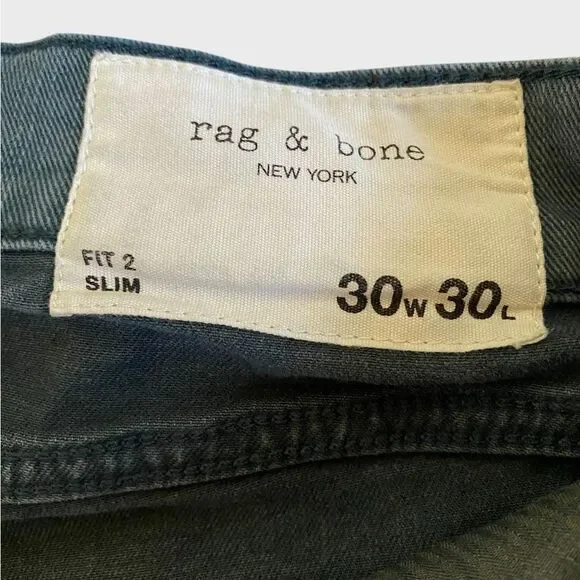 rag & bone
NEW YORK
FIT 2
SLIM
30W 30L